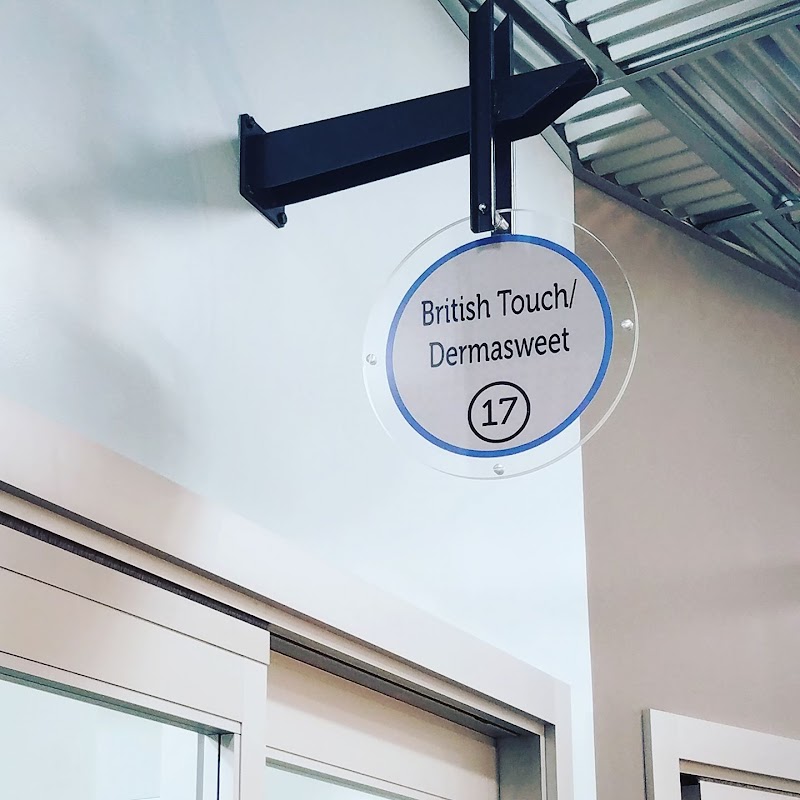 British Touch/
Dermasweet
17